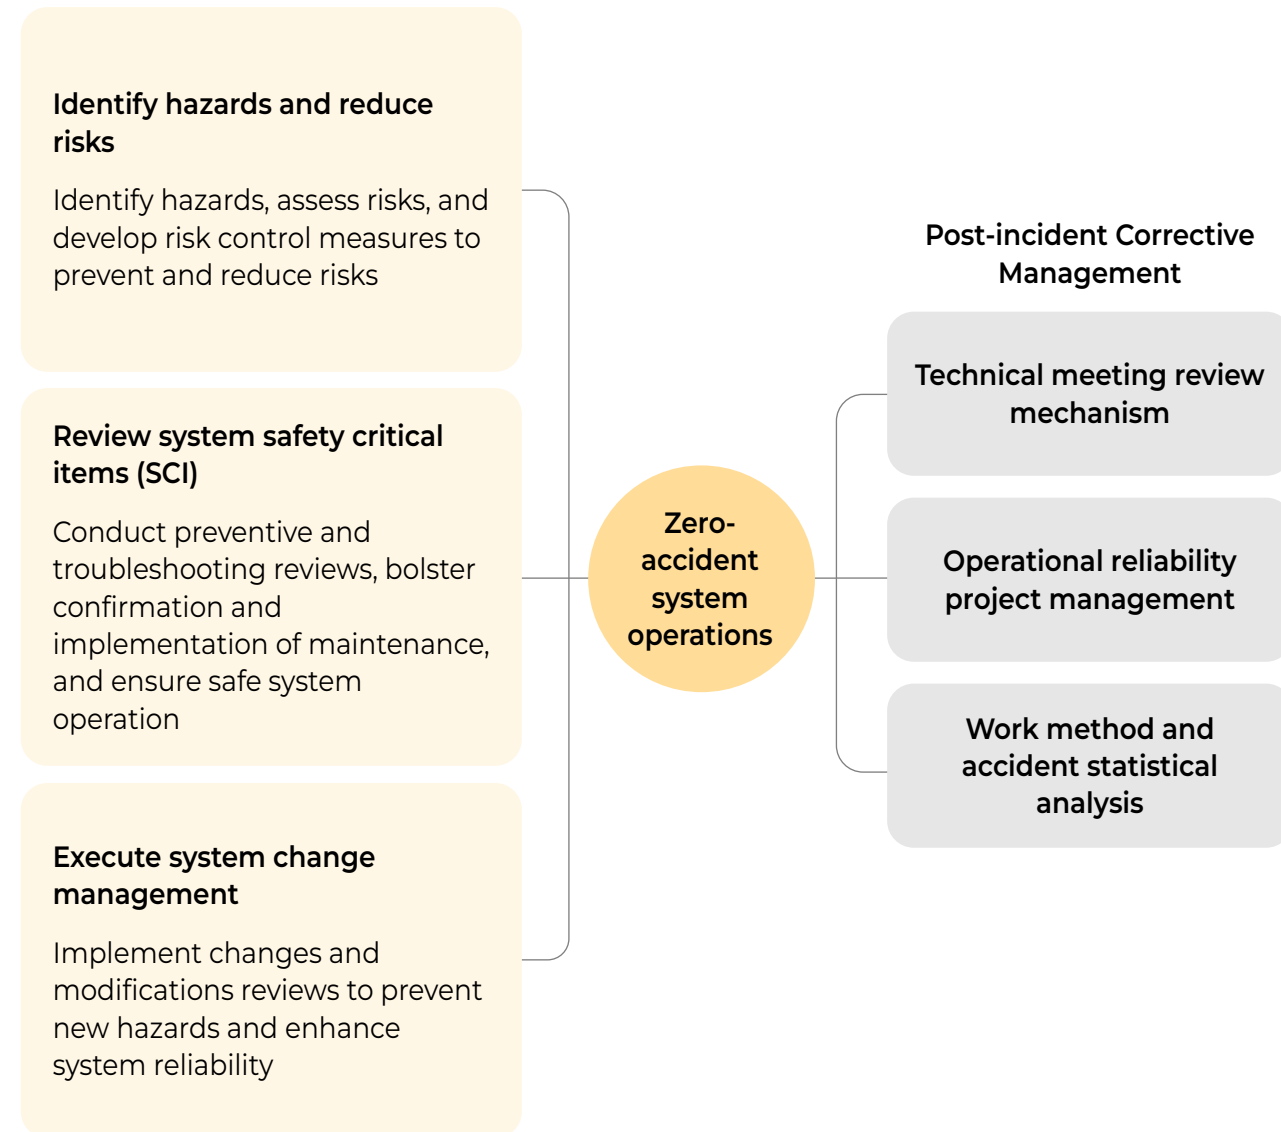 Identify hazards and reduce
risks
Identify hazards, assess risks, and
develop risk control measures to
prevent and reduce risks
Review system safety critical
items (SCI)
Conduct preventive and
troubleshooting reviews, bolster
confirmation and
implementation of maintenance,
and ensure safe system
operation
Execute system change
management
Implement changes and
modifications reviews to prevent
new hazards and enhance
system reliability
Zero-
accident
system
operations
Post-incident Corrective
Management
Technical meeting review
mechanism
Operational reliability
project management
Work method and
accident statistical
analysis